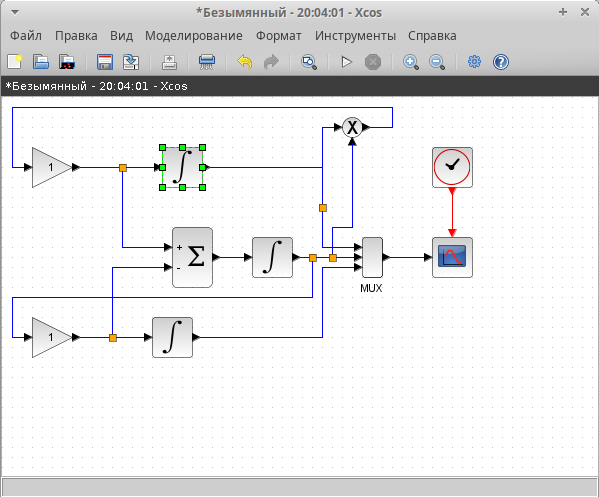 *Безымянный - 20:04:01 - Xcos
Файл Правка Вид Моделирование Формат Инструменты Справка
*Безымянный - 20:04:01 - Xcos
X
1
∫
+
-
Σ
∫
MUX
1
∫